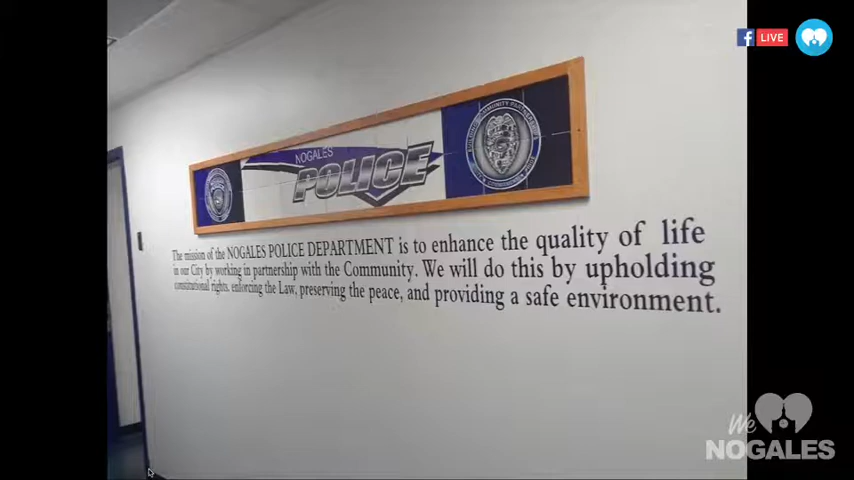 LIVE
NOGALES
POLICE
The mission of the NOGALES POLICE DEPARTMENT is to enhance the quality of life
in our City by working in partnership with the Community. We will do this by upholding
constitutional rights, enforcing the Law, preserving the peace, and providing a safe environment.
We
NOGALES